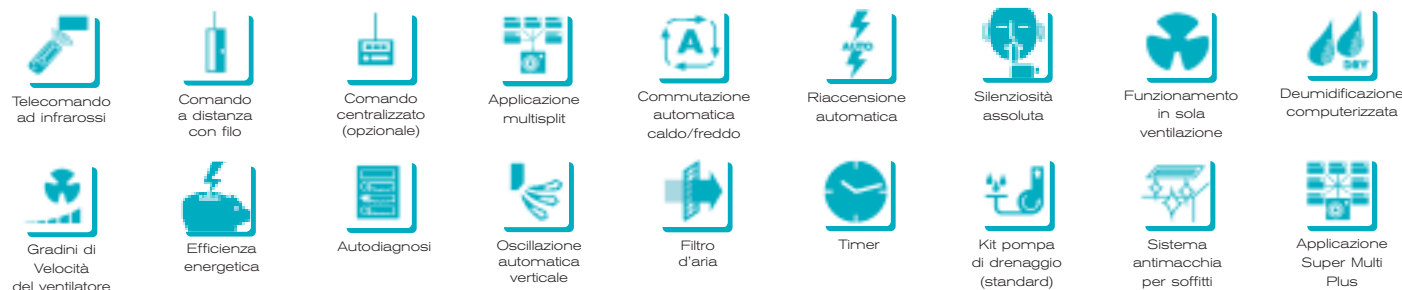 A
AUTO
DRY
Telecomando
ad infrarossi
Comando
a distanza
con filo
Comando
centralizzato
(opzionale)
Applicazione
multisplit
Commutazione
automatica
caldo/freddo
Riaccensione
automatica
Silenziosità
assoluta
Funzionamento
in sola
ventilazione
Deumidificazione
computerizzata
Gradini di
Velocità
del ventilatore
Efficienza
energetica
Autodiagnosi
Oscillazione
automatica
verticale
Filtro
d'aria
Timer
Kit pompa
di drenaggio
(standard)
Sistema
antimacchia
per soffitti
Applicazione
Super Multi
Plus